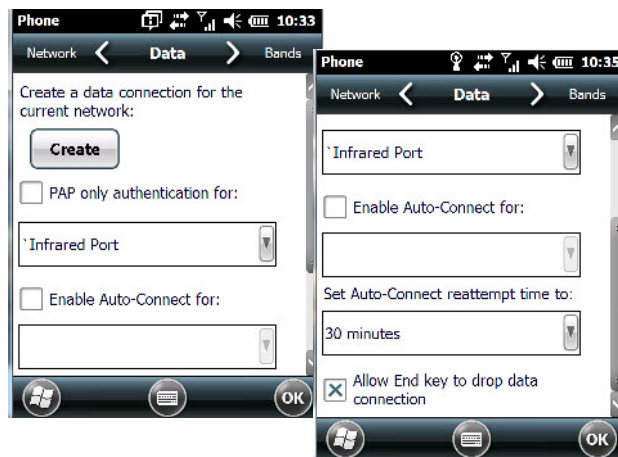 Phone 10:33
Network Data Bands
Create a data connection for the
current network:
Create
PAP only authentication for:
`Infrared Port
Enable Auto-Connect for:
OK
Phone 10:35
Network Data Bands
`Infrared Port
Enable Auto-Connect for:
Set Auto-Connect reattempt time to:
30 minutes
Allow End key to drop data
connection
OK